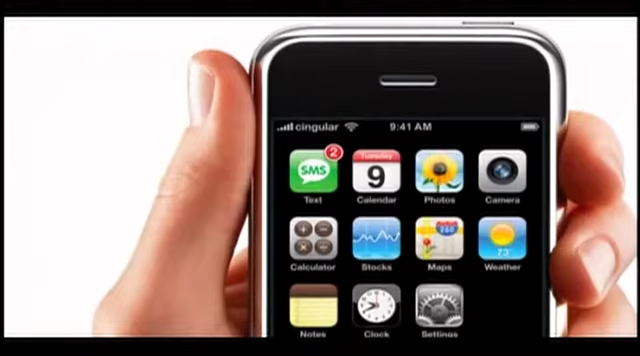 cingular 9:41 AM
2
SMS Tuesday 9 280
Text Calendar Photos Camera
73°
Calculator Stocks Maps Weather
Notes Clock Settings